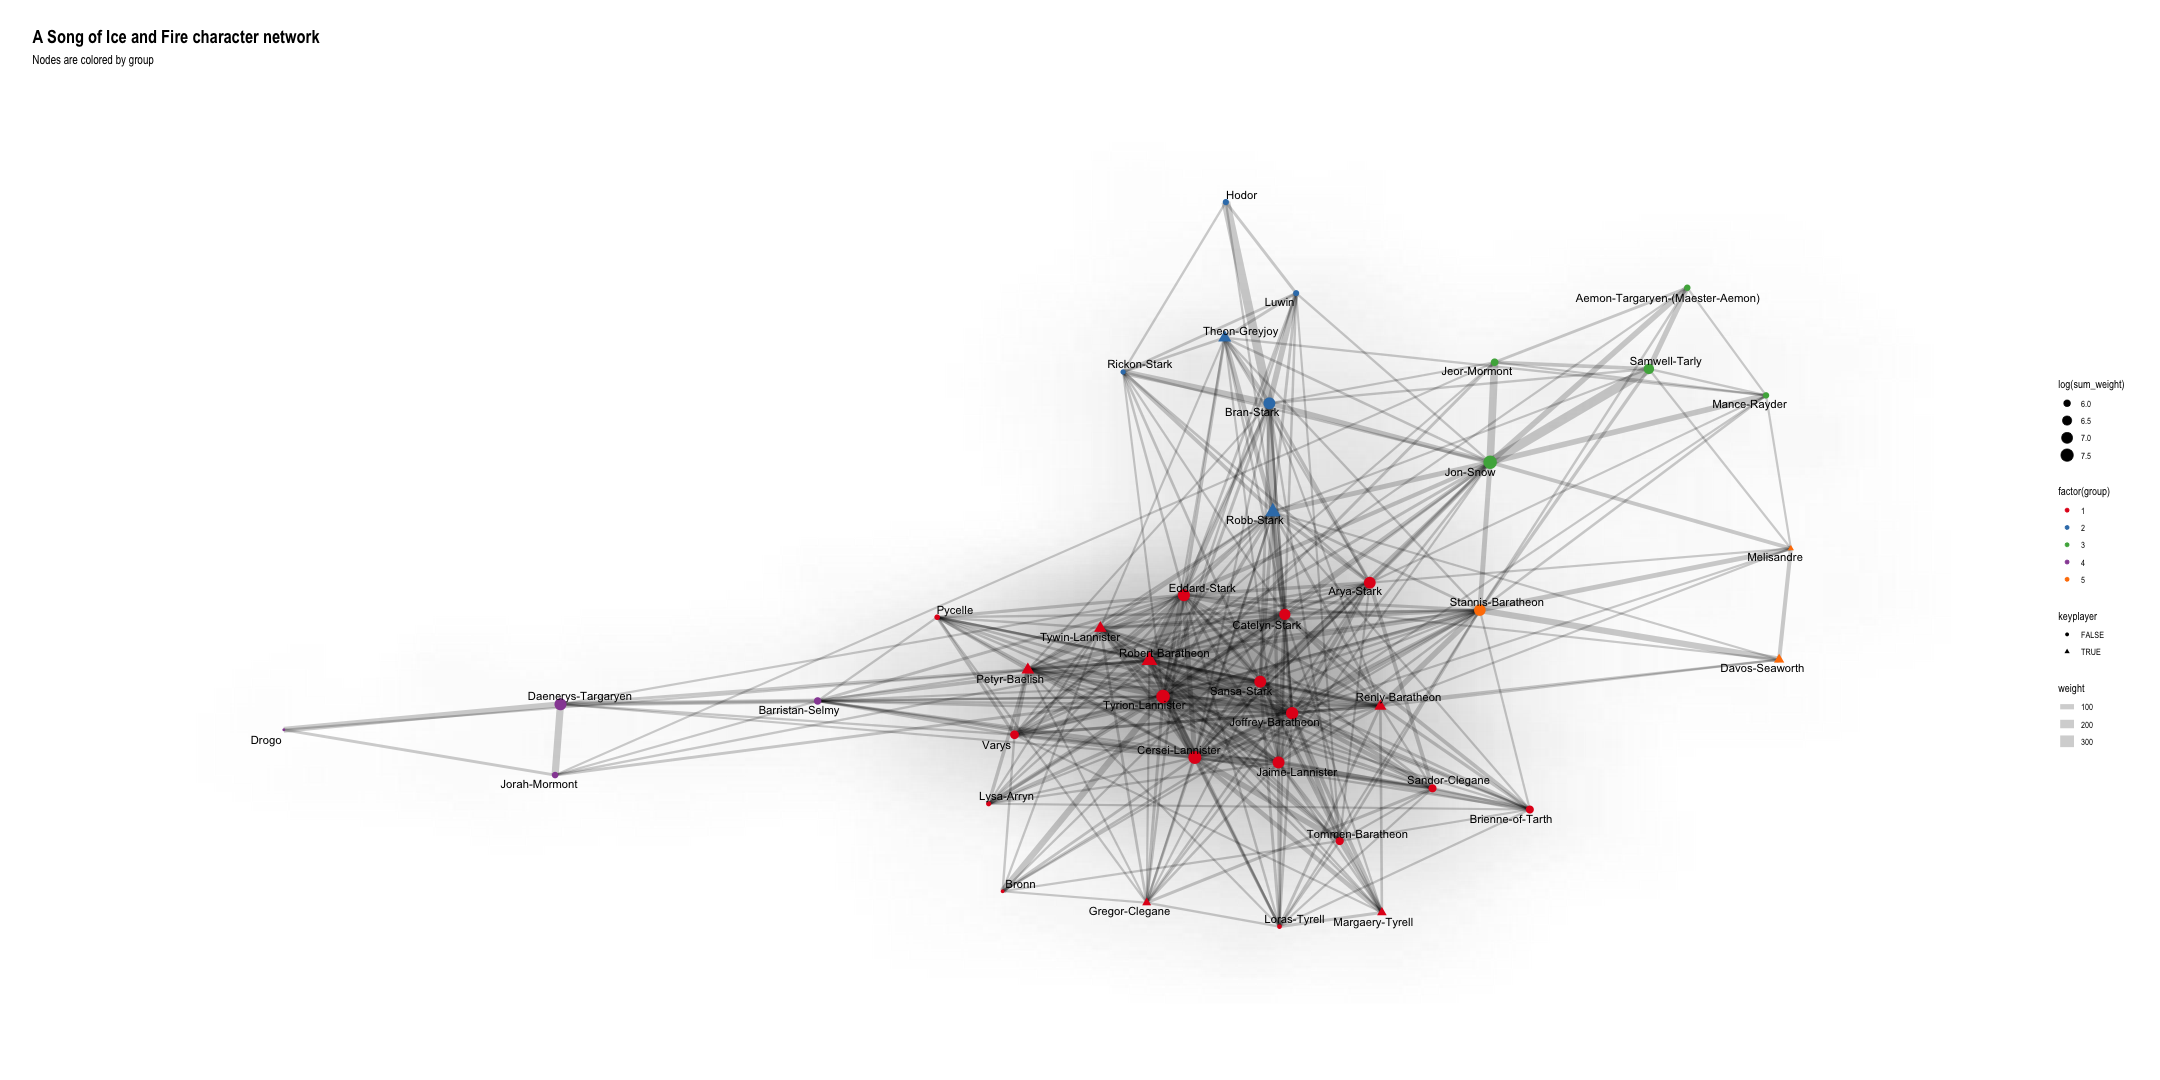 A Song of Ice and Fire character network
Nodes are colored by group
Hodor
Luwin
Aemon-Targaryen-(Maester-Aemon)
Theon-Greyjoy
Rickon-Stark
Samwell-Tarly
Jeor-Mormont
Mance-Rayder
Bran-Stark
Jon-Snow
Robb-Stark
Melisandre
Eddard-Stark
Arya-Stark
Stannis-Baratheon
Pycelle
Catelyn-Stark
Tywin-Lannister
Robert-Baratheon
Davos-Seaworth
Petyr-Baelish
Sansa-Stark
Daenerys-Targaryen
Renly-Baratheon
Tyrion-Lannister
Barristan-Selmy
Joffrey-Baratheon
Drogo
Varys
Cersei-Lannister
Jaime-Lannister
Sandor-Clegane
Jorah-Mormont
Lysa-Arryn
Brienne-of-Tarth
Tommen-Baratheon
Bronn
Gregor-Clegane
Loras-Tyrell
Margaery-Tyrell
log(sum_weight)
6.0
6.5
7.0
7.5
factor(group)
1
2
3
4
5
keyplayer
FALSE
TRUE
weight
100
200
300